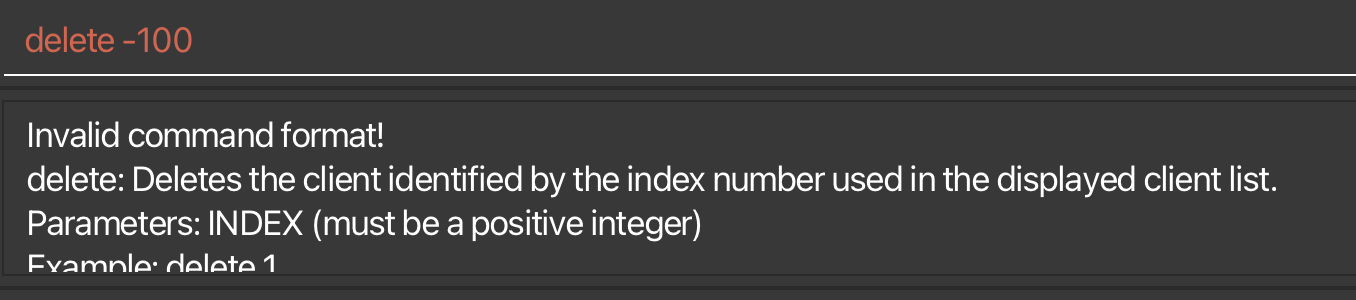 delete -100
Invalid command format!
delete: Deletes the client identified by the index number used in the displayed client list.
Parameters: INDEX (must be a positive integer)
Example: delete 1